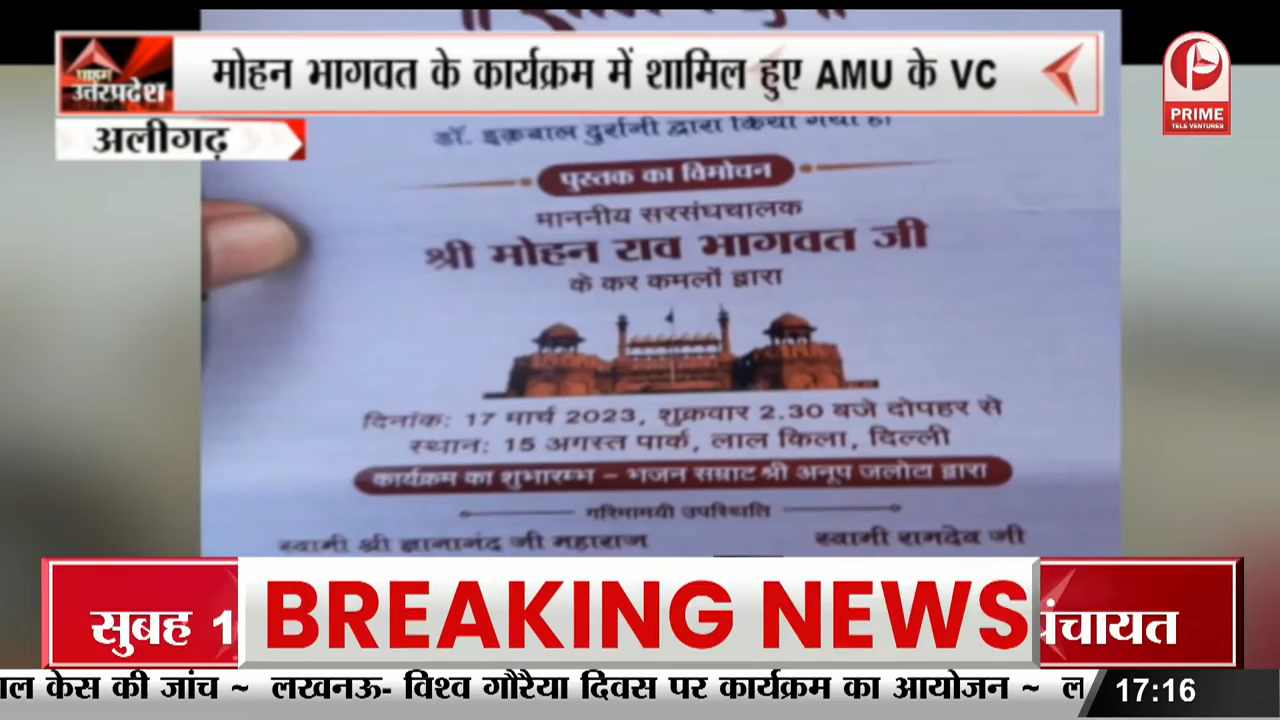 प्राइम
उत्तरप्रदेश
मोहन भागवत के कार्यक्रम में शामिल हुए AMU के VC
PRIME
TELE VENTURES
अलीगढ़
डॉ. इक़बाल दुर्रानी द्वारा किया गया है।
पुस्तक का विमोचन
माननीय सरसंघचालक
श्री मोहन राव भागवत जी
के कर कमलों द्वारा
दिनांक: 17 मार्च 2023, शुक्रवार 2.30 बजे दोपहर से
स्थान: 15 अगस्त पार्क, लाल किला, दिल्ली
कार्यक्रम का शुभारम्भ – भजन सम्राट श्री अनूप जलोटा द्वारा
गरिमामयी उपस्थिति
स्वामी श्री ज्ञानानंद जी महाराज स्वामी रामदेव जी
सुबह BREAKING NEWS पंचायत
केस की जांच ~ लखनऊ- विश्व गौरैया दिवस पर कार्यक्रम का आयोजन ~ 17:16